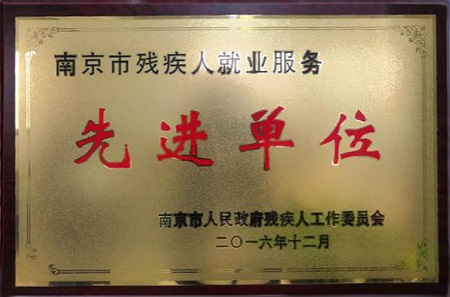 南京市残疾人就业服务
先进单位
南京市人民政府残疾人工作委员会
二〇一六年十二月